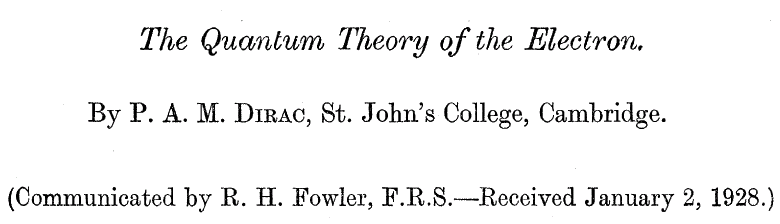 The Quantum Theory of the Electron.
By P. A. M. DIRAC, St. John's College, Cambridge.
(Communicated by R. H. Fowler, F.R.S.—Received January 2, 1928.)